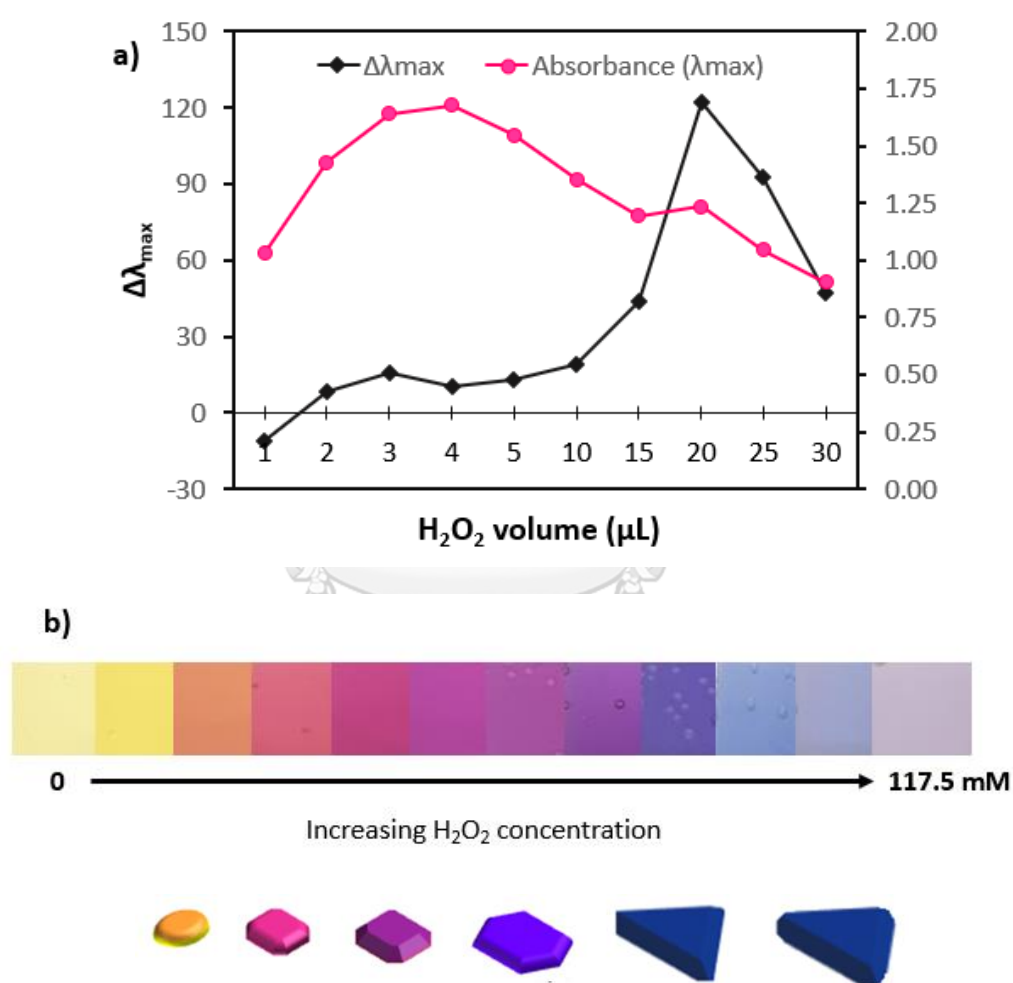 a)
Δλmax
Absorbance (λmax)
150
120
90
60
30
0
-30
Δλmax
2.00
1.75
1.50
1.25
1.00
0.75
0.50
0.25
0.00
1 2 3 4 5 10 15 20 25 30
H₂O₂ volume (µL)
b)
0 117.5 mM
Increasing H₂O₂ concentration